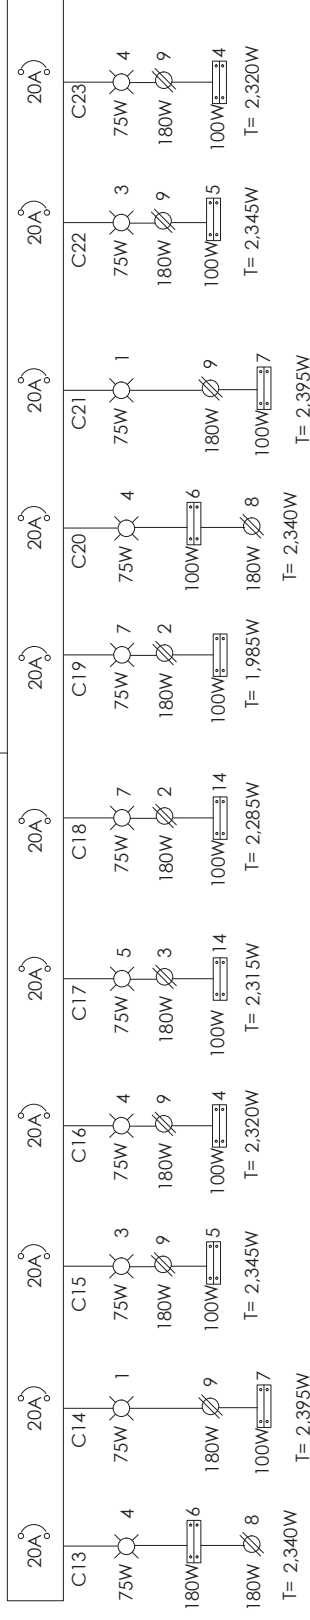 20A
C13
75W 4
180W 6
180W 8
T= 2,340W
20A
C14
75W 1
180W 9
100W 7
T= 2,395W
20A
C15
75W 3
180W 9
100W 5
T= 2,345W
20A
C16
75W 4
180W 9
100W 4
T= 2,320W
20A
C17
75W 5
180W 3
100W 14
T= 2,315W
20A
C18
75W 7
180W 2
100W 14
T= 2,285W
20A
C19
75W 7
180W 2
100W
T= 1,985W
20A
C20
75W 4
100W 6
180W 8
T= 2,340W
20A
C21
75W 1
180W 9
100W 7
T= 2,395W
20A
C22
75W 3
180W 9
100W 5
T= 2,345W
20A
C23
75W 4
180W 9
100W 4
T= 2,320W